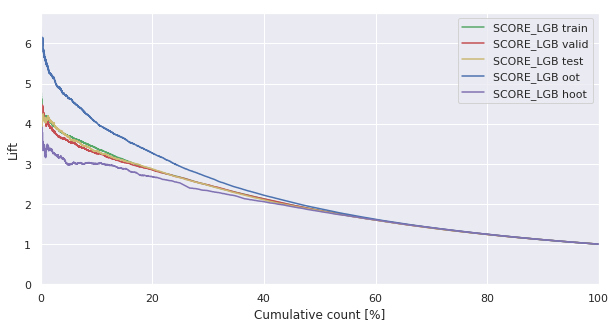 SCORE_LGB train
SCORE_LGB valid
SCORE_LGB test
SCORE_LGB oot
SCORE_LGB hoot
6
5
4
3
2
1
0
Lift
0 20 40 60 80 100
Cumulative count [%]